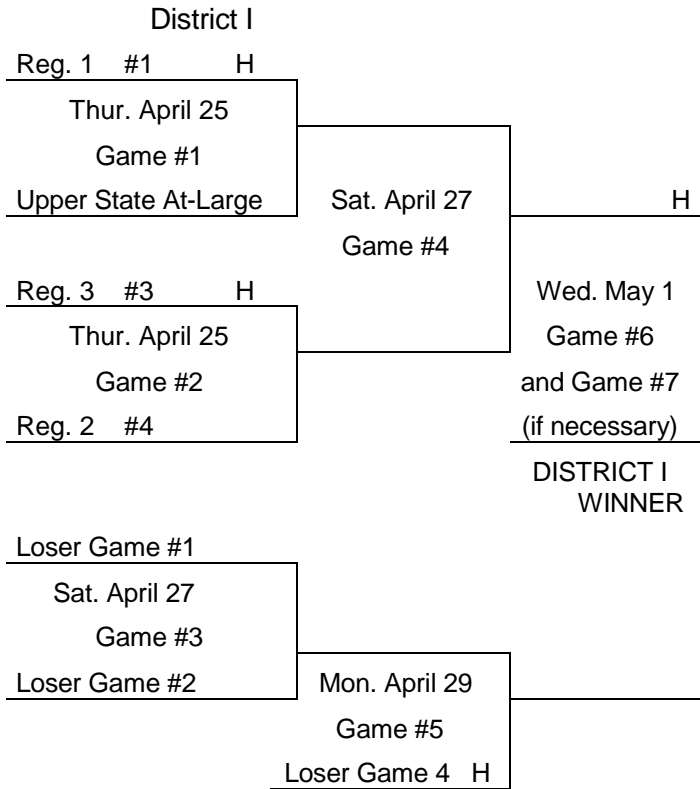 District I
Reg. 1 #1 H
Thur. April 25
Game #1
Upper State At-Large
Sat. April 27
Game #4
H
Reg. 3 #3 H
Thur. April 25
Game #2
Reg. 2 #4
Wed. May 1
Game #6
and Game #7
(if necessary)
DISTRICT I
WINNER
Loser Game #1
Sat. April 27
Game #3
Loser Game #2
Mon. April 29
Game #5
Loser Game 4 H